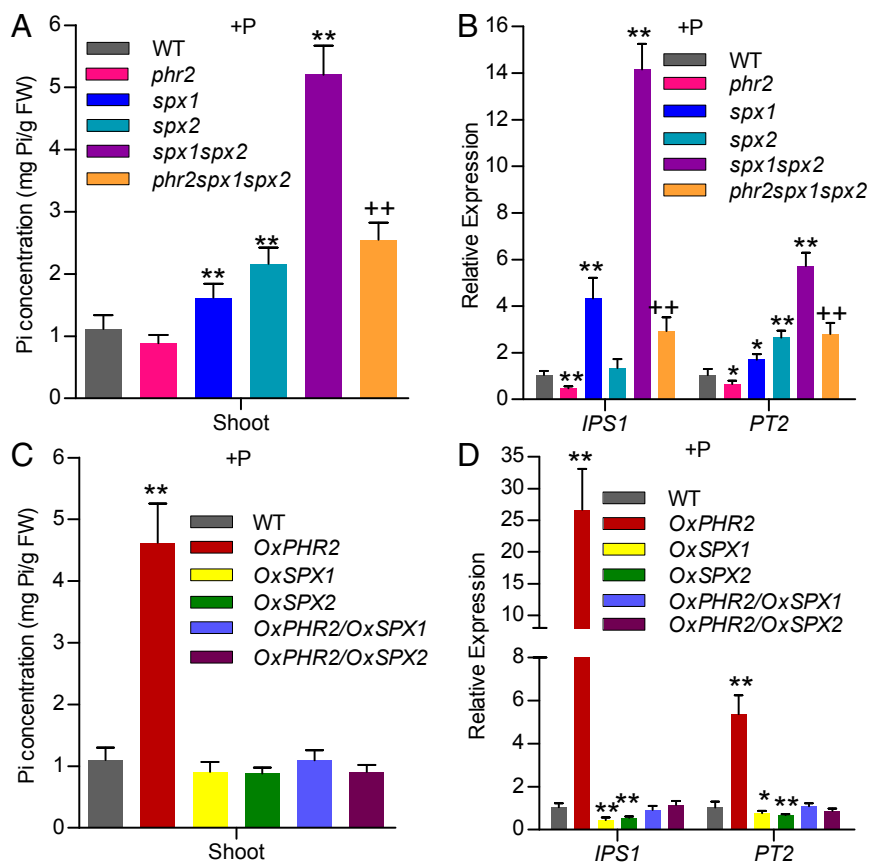 A
+P
Pi concentration (mg Pi/g FW)
6
5
4
3
2
1
0
WT
phr2
spx1
spx2
spx1spx2
phr2spx1spx2
**
**
**
++
Shoot
B
+P
Relative Expression
16
14
12
10
8
6
4
2
0
WT
phr2
spx1
spx2
spx1spx2
phr2spx1spx2
**
**
**
++
*
*
**
**
++
IPS1
PT2
C
+P
Pi concentration (mg Pi/g FW)
6
5
4
3
2
1
0
WT
OxPHR2
OxSPX1
OxSPX2
OxPHR2/OxSPX1
OxPHR2/OxSPX2
**
Shoot
D
+P
Relative Expression
35
30
25
20
15
10
8
6
4
2
0
WT
OxPHR2
OxSPX1
OxSPX2
OxPHR2/OxSPX1
OxPHR2/OxSPX2
**
**
**
**
*
**
IPS1
PT2